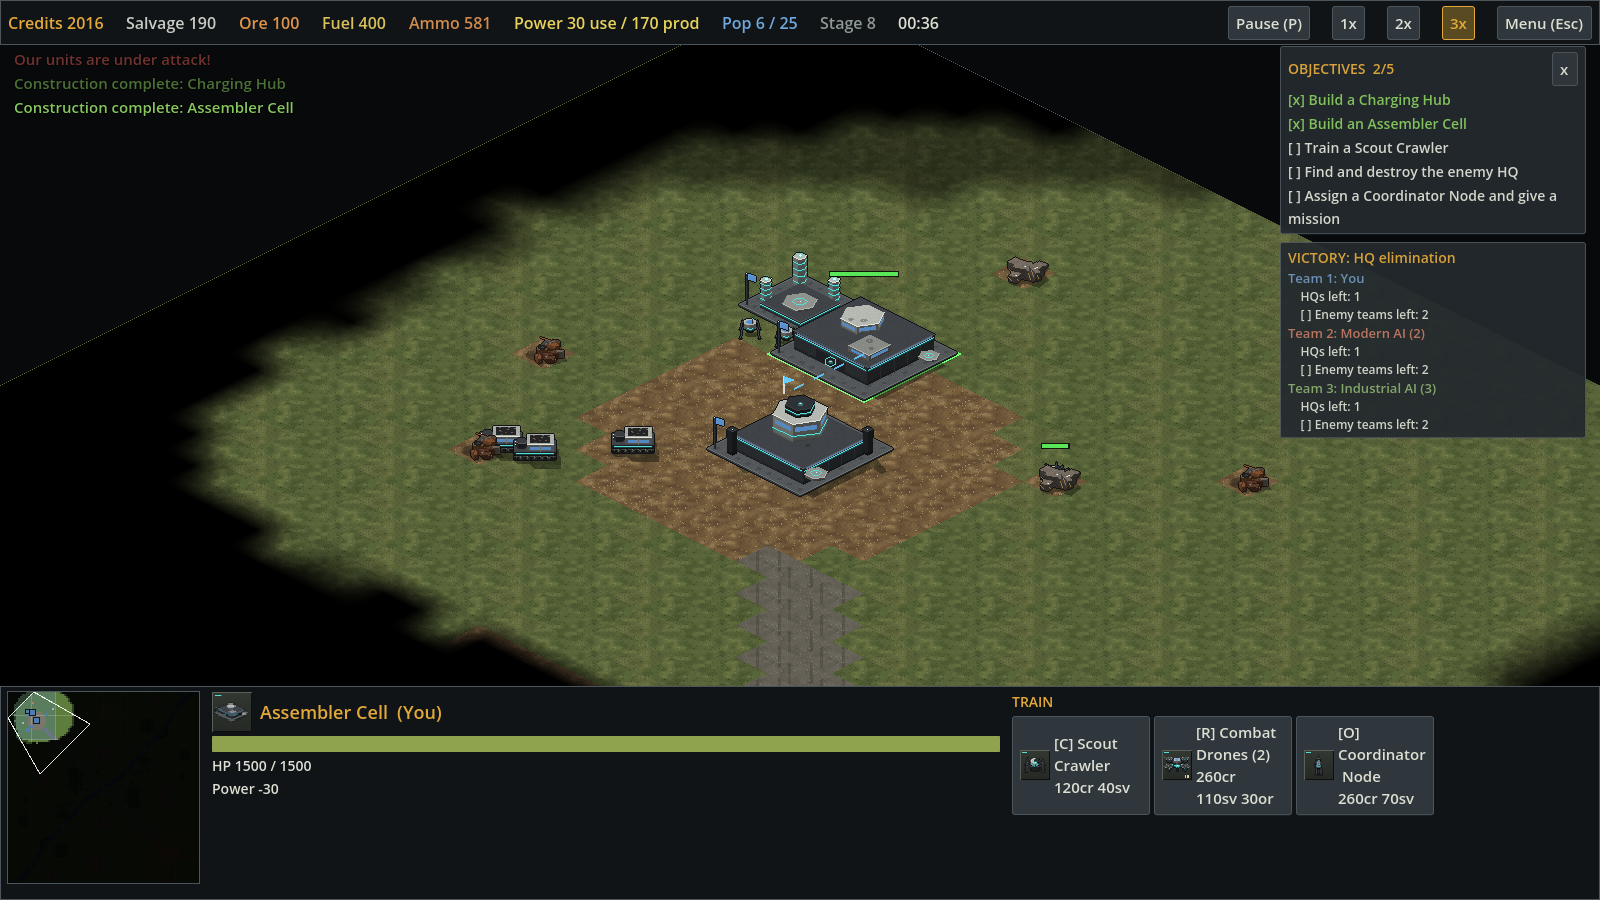 Credits 2016 Salvage 190 Ore 100 Fuel 400 Ammo 581 Power 30 use / 170 prod Pop 6 / 25 Stage 8 00:36 Pause (P) 1x 2x 3x Menu (Esc)
Our units are under attack!
Construction complete: Charging Hub
Construction complete: Assembler Cell
OBJECTIVES 2/5 x
[x] Build a Charging Hub
[x] Build an Assembler Cell
[ ] Train a Scout Crawler
[ ] Find and destroy the enemy HQ
[ ] Assign a Coordinator Node and give a
mission
VICTORY: HQ elimination
Team 1: You
HQs left: 1
[ ] Enemy teams left: 2
Team 2: Modern AI (2)
HQs left: 1
[ ] Enemy teams left: 2
Team 3: Industrial AI (3)
HQs left: 1
[ ] Enemy teams left: 2
Assembler Cell (You)
HP 1500 / 1500
Power -30
TRAIN
[C] Scout
Crawler
120cr 40sv
[R] Combat
Drones (2)
260cr
110sv 30or
[O]
Coordinator
Node
260cr 70sv